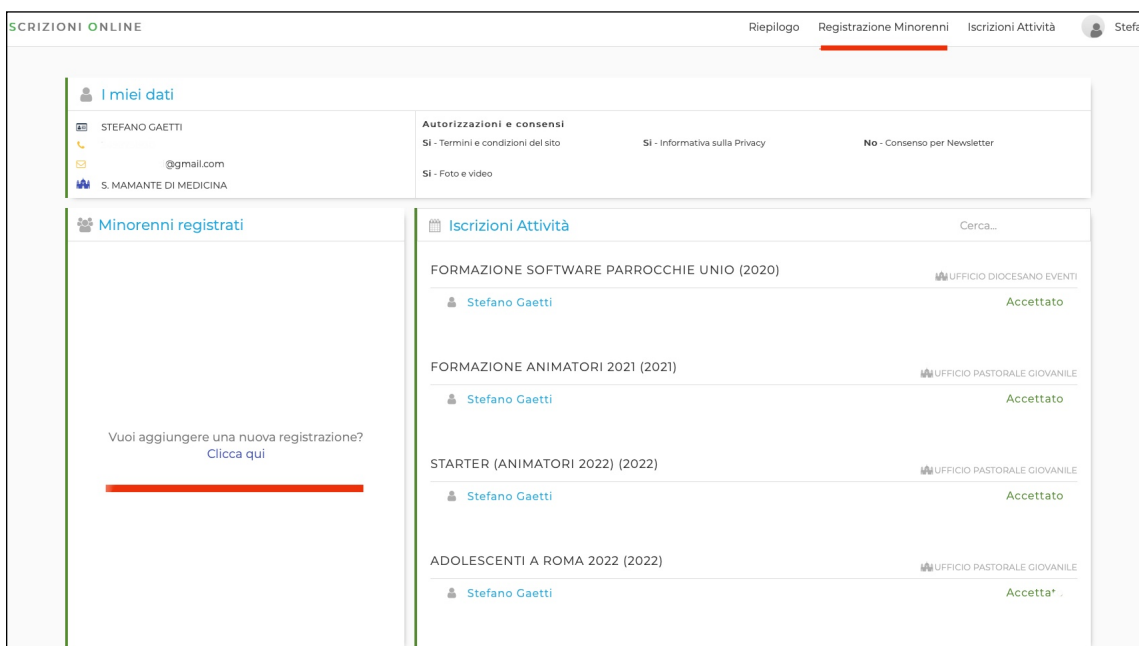 SCRIZIONI ONLINE
Riepilogo Registrazione Minorenni Iscrizioni Attività Stefa
I miei dati
STEFANO GAETTI
@gmail.com
S. MAMANTE DI MEDICINA
Autorizzazioni e consensi
Si - Termini e condizioni del sito Si - Informativa sulla Privacy No - Consenso per Newsletter
Si - Foto e video
Minorenni registrati
Vuoi aggiungere una nuova registrazione?
Clicca qui
Iscrizioni Attività Cerca...
FORMAZIONE SOFTWARE PARROCCHIE UNIO (2020) UFFICIO DIOCESANO EVENTI
Stefano Gaetti Accettato
FORMAZIONE ANIMATORI 2021 (2021) UFFICIO PASTORALE GIOVANILE
Stefano Gaetti Accettato
STARTER (ANIMATORI 2022) (2022) UFFICIO PASTORALE GIOVANILE
Stefano Gaetti Accettato
ADOLESCENTI A ROMA 2022 (2022) UFFICIO PASTORALE GIOVANILE
Stefano Gaetti Accetta